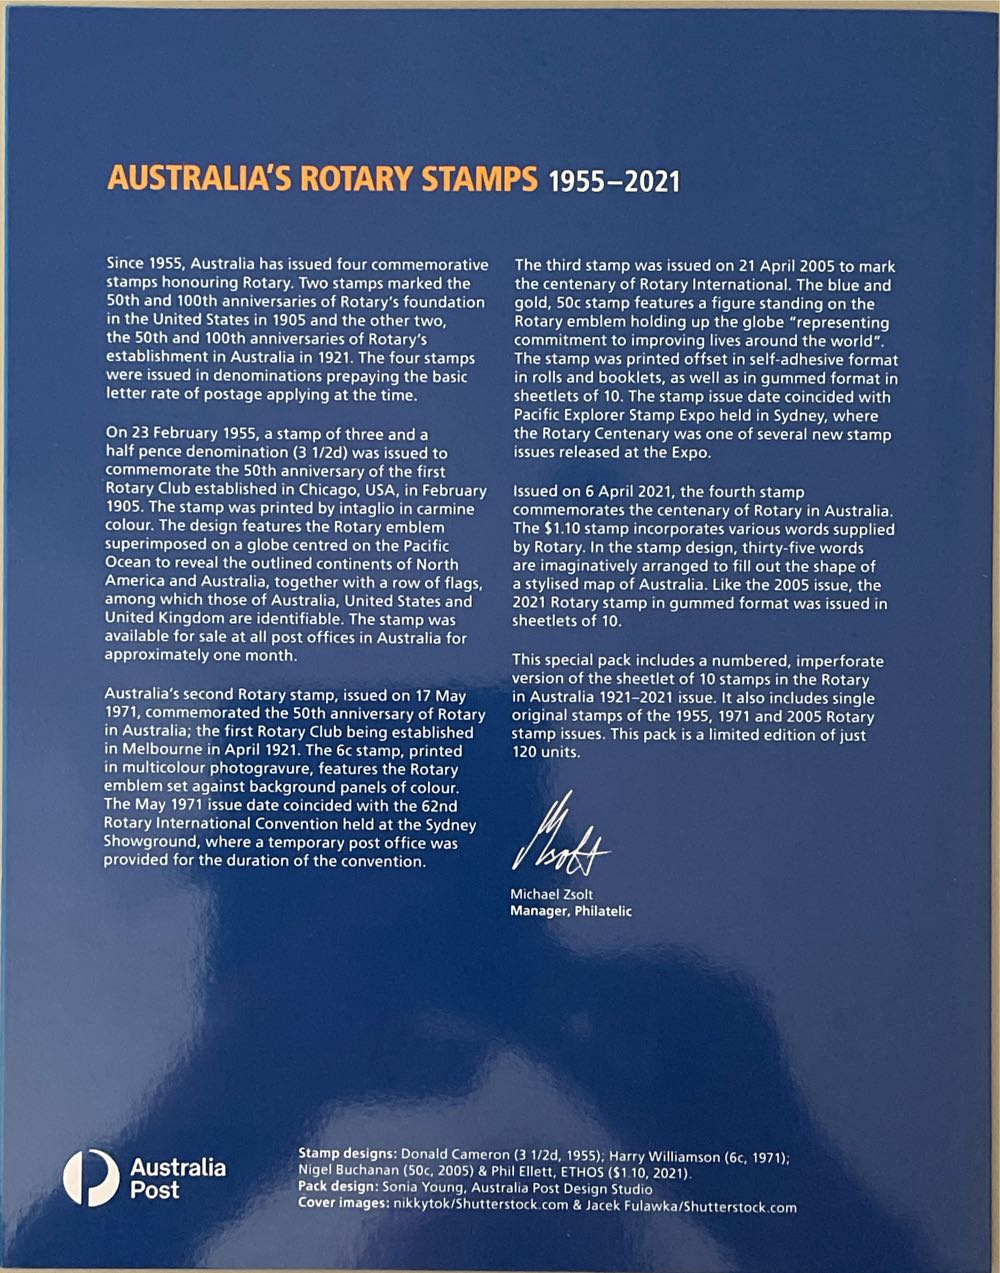 AUSTRALIA'S ROTARY STAMPS 1955–2021
Since 1955, Australia has issued four commemorative
stamps honouring Rotary. Two stamps marked the
50th and 100th anniversaries of Rotary's foundation
in the United States in 1905 and the other two,
the 50th and 100th anniversaries of Rotary's
establishment in Australia in 1921. The four stamps
were issued in denominations prepaying the basic
letter rate of postage applying at the time.
On 23 February 1955, a stamp of three and a
half pence denomination (3 1/2d) was issued to
commemorate the 50th anniversary of the first
Rotary Club established in Chicago, USA, in February
1905. The stamp was printed by intaglio in carmine
colour. The design features the Rotary emblem
superimposed on a globe centred on the Pacific
Ocean to reveal the outlined continents of North
America and Australia, together with a row of flags,
among which those of Australia, United States and
United Kingdom are identifiable. The stamp was
available for sale at all post offices in Australia for
approximately one month.
Australia's second Rotary stamp, issued on 17 May
1971, commemorated the 50th anniversary of Rotary
in Australia; the first Rotary Club being established
in Melbourne in April 1921. The 6c stamp, printed
in multicolour photogravure, features the Rotary
emblem set against background panels of colour.
The May 1971 issue date coincided with the 62nd
Rotary International Convention held at the Sydney
Showground, where a temporary post office was
provided for the duration of the convention.
The third stamp was issued on 21 April 2005 to mark
the centenary of Rotary International. The blue and
gold, 50c stamp features a figure standing on the
Rotary emblem holding up the globe "representing
commitment to improving lives around the world".
The stamp was printed offset in self-adhesive format
in rolls and booklets, as well as in gummed format in
sheetlets of 10. The stamp issue date coincided with
Pacific Explorer Stamp Expo held in Sydney, where
the Rotary Centenary was one of several new stamp
issues released at the Expo.
Issued on 6 April 2021, the fourth stamp
commemorates the centenary of Rotary in Australia.
The $1.10 stamp incorporates various words supplied
by Rotary. In the stamp design, thirty-five words
are imaginatively arranged to fill out the shape of
a stylised map of Australia. Like the 2005 issue, the
2021 Rotary stamp in gummed format was issued in
sheetlets of 10.
This special pack includes a numbered, imperforate
version of the sheetlet of 10 stamps in the Rotary
in Australia 1921–2021 issue. It also includes single
original stamps of the 1955, 1971 and 2005 Rotary
stamp issues. This pack is a limited edition of just
120 units.
M Zsolt
Michael Zsolt
Manager, Philatelic
Australia
Post
Stamp designs: Donald Cameron (3 1/2d, 1955); Harry Williamson (6c, 1971);
Nigel Buchanan (50c, 2005) & Phil Ellett, ETHOS ($1.10, 2021).
Pack design: Sonia Young, Australia Post Design Studio
Cover images: nikkytok/Shutterstock.com & Jacek Fulawka/Shutterstock.com